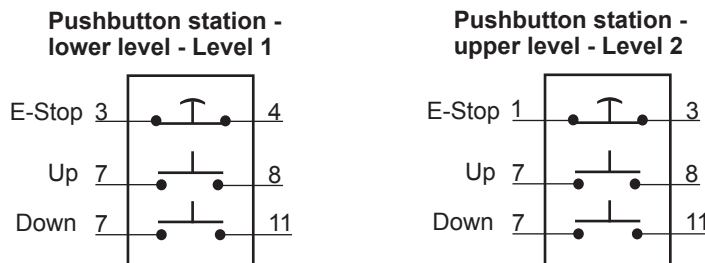 Pushbutton station -
lower level - Level 1
E-Stop 3 4
Up 7 8
Down 7 11
Pushbutton station -
upper level - Level 2
E-Stop 1 3
Up 7 8
Down 7 11